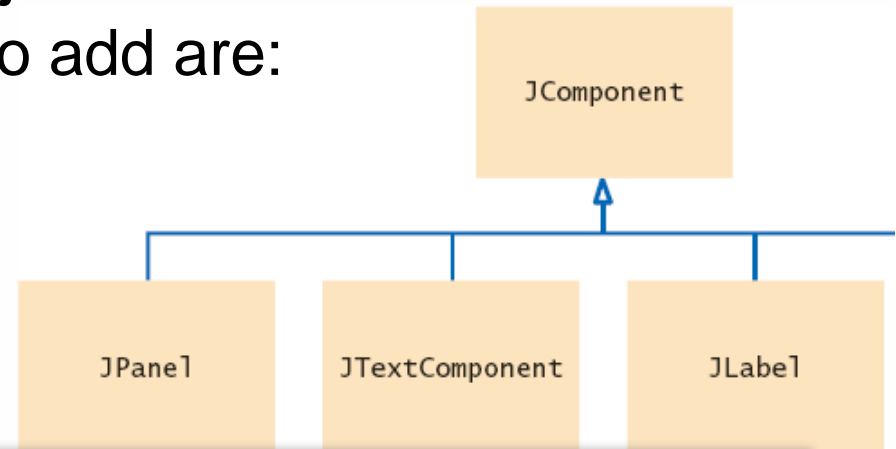 o add are:
JComponent
JPanel
JTextComponent
JLabel